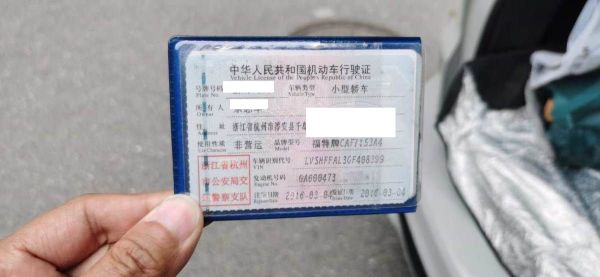 中华人民共和国机动车行驶证
Vehicle License of the People's Republic of China
号牌号码 车辆类型 小型轿车
Plate No. Vehicle Type
所有人
Owner
住址 浙江省杭州市淳安县千
Address
使用性质 非营运 品牌型号 福特牌CAF7153A4
Use Character Model
浙江省杭州 车辆识别代号 LVSHFFAL3GF408399
VIN
市公安局交 发动机号码 GA000473
Engine No.
通警察支队 注册日期 2016-03-04 发证日期 2016-03-04
Register Date Issue Date